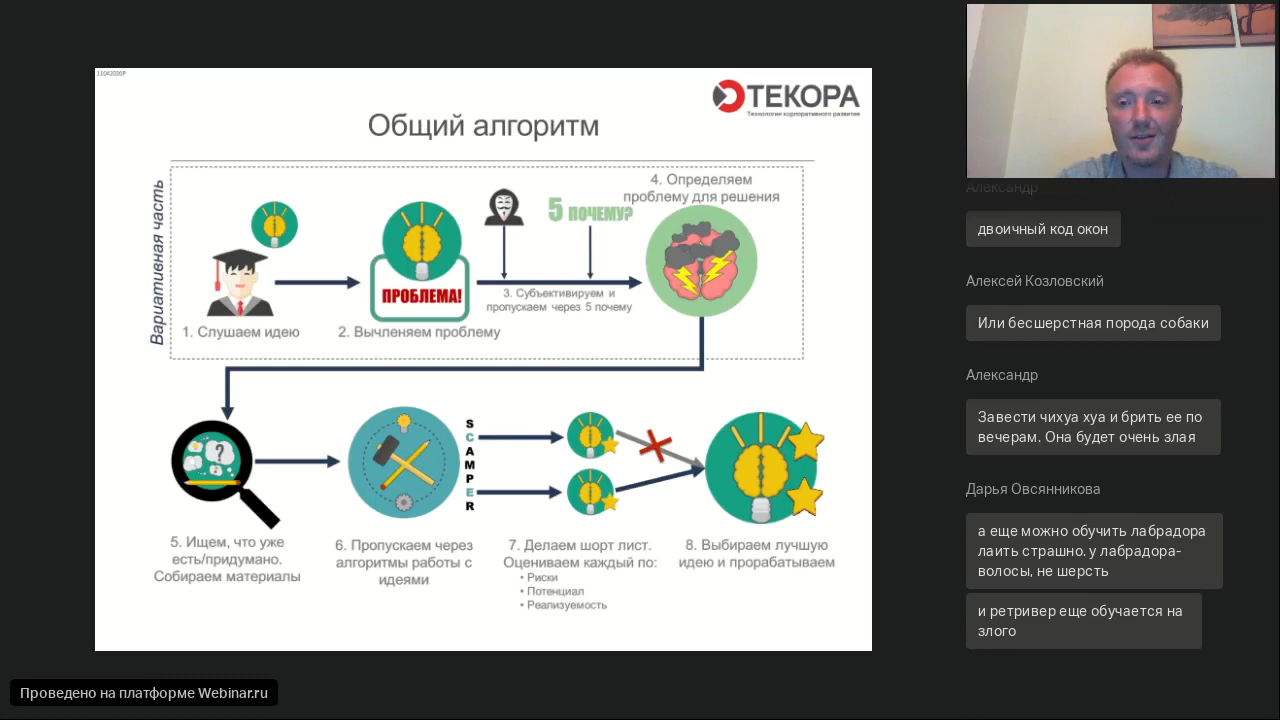 11042020P
ТЕКОРА
Технологии корпоративного развития
Общий алгоритм
Вариативная часть
1. Слушаем идею
ПРОБЛЕМА!
2. Вычленяем проблему
5 ПОЧЕМУ?
3. Субъективируем и
пропускаем через 5 почему
4. Определяем
проблему для решения
?
5. Ищем, что уже
есть/придумано.
Собираем материалы
6. Пропускаем через
алгоритмы работы с
идеями
S
C
A
M
P
E
R
7. Делаем шорт лист.
Оцениваем каждый по:
• Риски
• Потенциал
• Реализуемость
8. Выбираем лучшую
идею и прорабатываем
Александр
двоичный код окон
Алексей Козловский
Или бесшерстная порода собаки
Александр
Завести чихуа хуа и брить ее по
вечерам. Она будет очень злая
Дарья Овсянникова
а еще можно обучить лабрадора
лаить страшно. у лабрадора-
волосы, не шерсть
и ретривер еще обучается на
злого
Проведено на платформе Webinar.ru